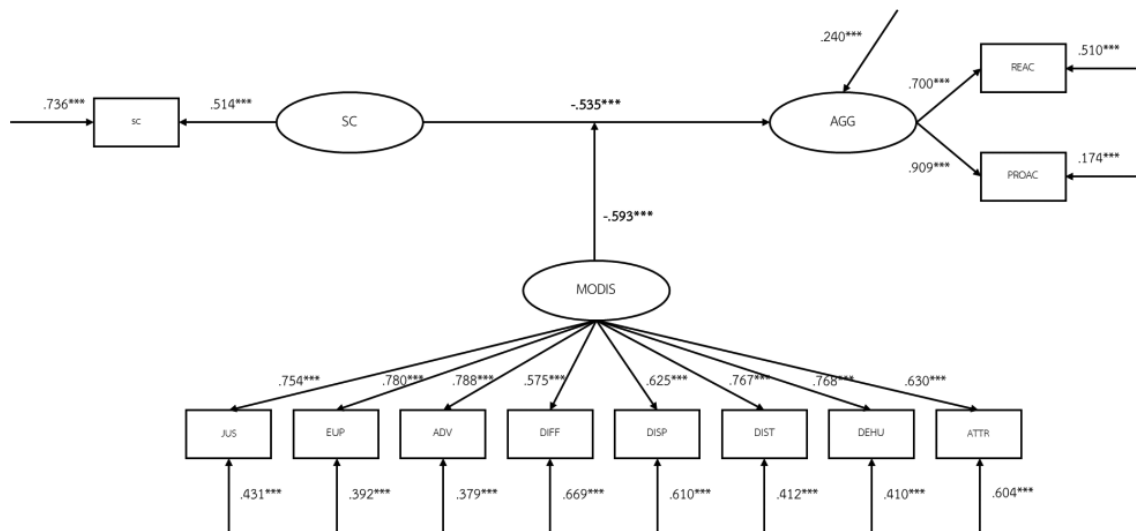 .240***
REAC
.510***
.700***
.736***
SC
.514***
SC
-.535***
AGG
.909***
PROAC
.174***
-.593***
MODIS
.754***
.780***
.788***
.575***
.625***
.767***
.768***
.630***
JUS
EUP
ADV
DIFF
DISP
DIST
DEHU
ATTR
.431***
.392***
.379***
.669***
.610***
.412***
.410***
.604***